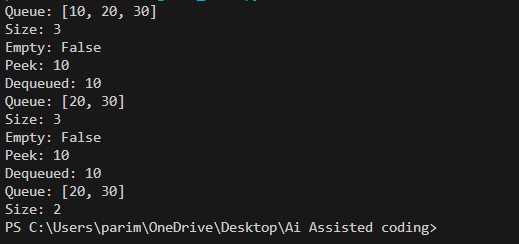 Queue: [10, 20, 30]
Size: 3
Empty: False
Peek: 10
Dequeued: 10
Queue: [20, 30]
Size: 3
Empty: False
Peek: 10
Dequeued: 10
Queue: [20, 30]
Size: 2
PS C:\Users\parim\OneDrive\Desktop\Ai Assisted coding>